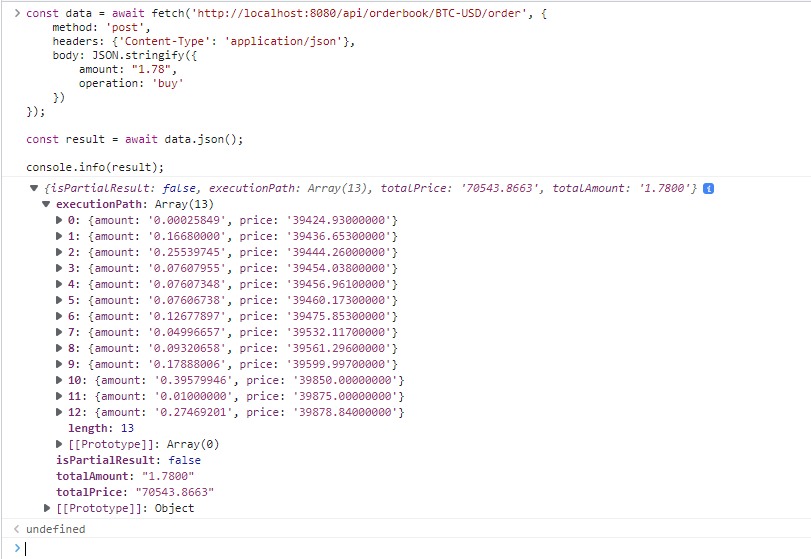 > const data = await fetch('http://localhost:8080/api/orderbook/BTC-USD/order', {
method: 'post',
headers: {'Content-Type': 'application/json'},
body: JSON.stringify({
amount: "1.78",
operation: 'buy'
})
});
const result = await data.json();
console.info(result);
▼ {isPartialResult: false, executionPath: Array(13), totalPrice: '70543.8663', totalAmount: '1.7800'} i
▼ executionPath: Array(13)
▶ 0: {amount: '0.00025849', price: '39424.93000000'}
▶ 1: {amount: '0.16680000', price: '39436.65300000'}
▶ 2: {amount: '0.25539745', price: '39444.26000000'}
▶ 3: {amount: '0.07607955', price: '39454.03800000'}
▶ 4: {amount: '0.07607348', price: '39456.96100000'}
▶ 5: {amount: '0.07606738', price: '39460.17300000'}
▶ 6: {amount: '0.12677897', price: '39475.85300000'}
▶ 7: {amount: '0.04996657', price: '39532.11700000'}
▶ 8: {amount: '0.09320658', price: '39561.29600000'}
▶ 9: {amount: '0.17888006', price: '39599.99700000'}
▶ 10: {amount: '0.39579946', price: '39850.00000000'}
▶ 11: {amount: '0.01000000', price: '39875.00000000'}
▶ 12: {amount: '0.27469201', price: '39878.84000000'}
length: 13
▶ [[Prototype]]: Array(0)
isPartialResult: false
totalAmount: "1.7800"
totalPrice: "70543.8663"
▶ [[Prototype]]: Object
< undefined
>